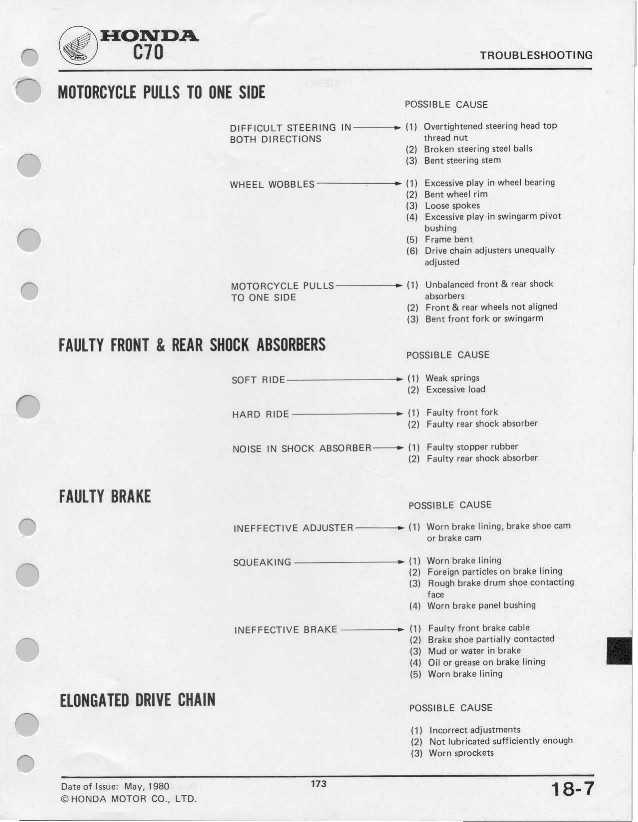 HONDA
C70
TROUBLESHOOTING
MOTORCYCLE PULLS TO ONE SIDE
POSSIBLE CAUSE
DIFFICULT STEERING IN
BOTH DIRECTIONS
(1) Overtightened steering head top
thread nut
(2) Broken steering steel balls
(3) Bent steering stem
WHEEL WOBBLES
(1) Excessive play in wheel bearing
(2) Bent wheel rim
(3) Loose spokes
(4) Excessive play in swingarm pivot
bushing
(5) Frame bent
(6) Drive chain adjusters unequally
adjusted
MOTORCYCLE PULLS
TO ONE SIDE
(1) Unbalanced front & rear shock
absorbers
(2) Front & rear wheels not aligned
(3) Bent front fork or swingarm
FAULTY FRONT & REAR SHOCK ABSORBERS
POSSIBLE CAUSE
SOFT RIDE
(1) Weak springs
(2) Excessive load
HARD RIDE
(1) Faulty front fork
(2) Faulty rear shock absorber
NOISE IN SHOCK ABSORBER
(1) Faulty stopper rubber
(2) Faulty rear shock absorber
FAULTY BRAKE
POSSIBLE CAUSE
INEFFECTIVE ADJUSTER
(1) Worn brake lining, brake shoe cam
or brake cam
SQUEAKING
(1) Worn brake lining
(2) Foreign particles on brake lining
(3) Rough brake drum shoe contacting
face
(4) Worn brake panel bushing
INEFFECTIVE BRAKE
(1) Faulty front brake cable
(2) Brake shoe partially contacted
(3) Mud or water in brake
(4) Oil or grease on brake lining
(5) Worn brake lining
ELONGATED DRIVE CHAIN
POSSIBLE CAUSE
(1) Incorrect adjustments
(2) Not lubricated sufficiently enough
(3) Worn sprockets
Date of Issue: May, 1980
© HONDA MOTOR CO., LTD.
173
18-7